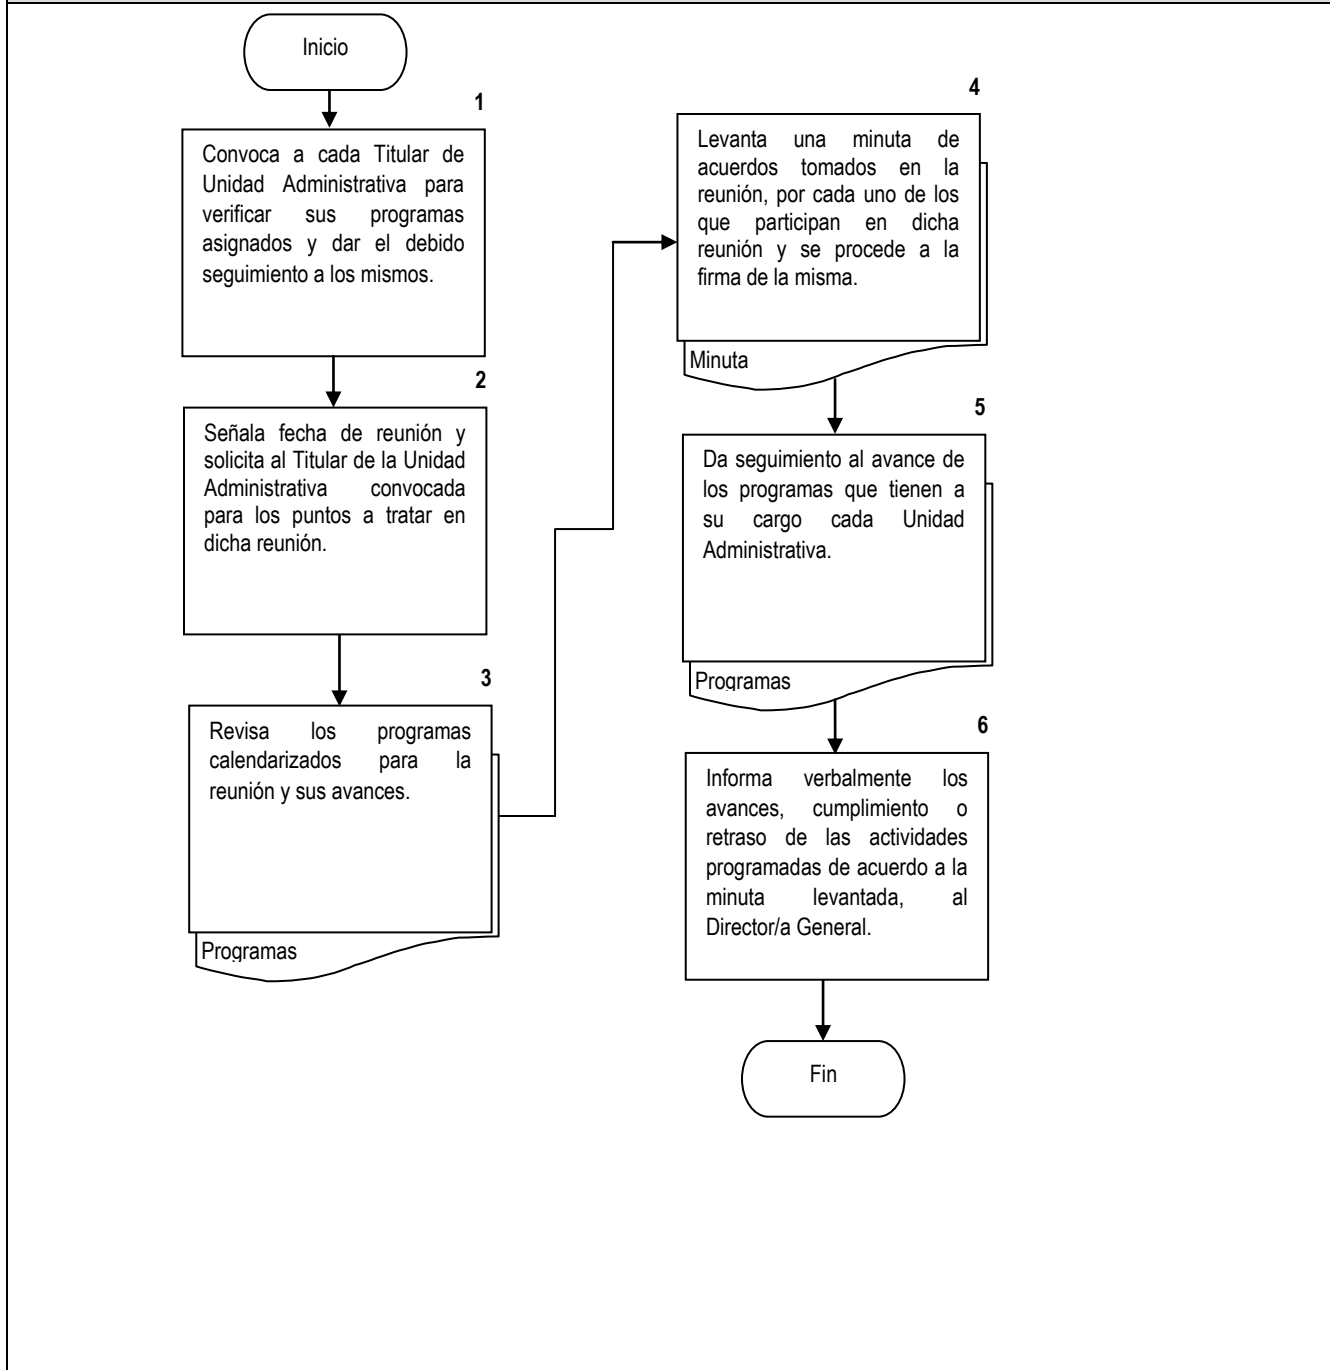 Inicio
1
Convoca a cada Titular de
Unidad Administrativa para
verificar sus programas
asignados y dar el debido
seguimiento a los mismos.
2
Señala fecha de reunión y
solicita al Titular de la Unidad
Administrativa convocada
para los puntos a tratar en
dicha reunión.
3
Revisa los programas
calendarizados para la
reunión y sus avances.
Programas
4
Levanta una minuta de
acuerdos tomados en la
reunión, por cada uno de los
que participan en dicha
reunión y se procede a la
firma de la misma.
Minuta
5
Da seguimiento al avance de
los programas que tienen a
su cargo cada Unidad
Administrativa.
Programas
6
Informa verbalmente los
avances, cumplimiento o
retraso de las actividades
programadas de acuerdo a la
minuta levantada, al
Director/a General.
Fin